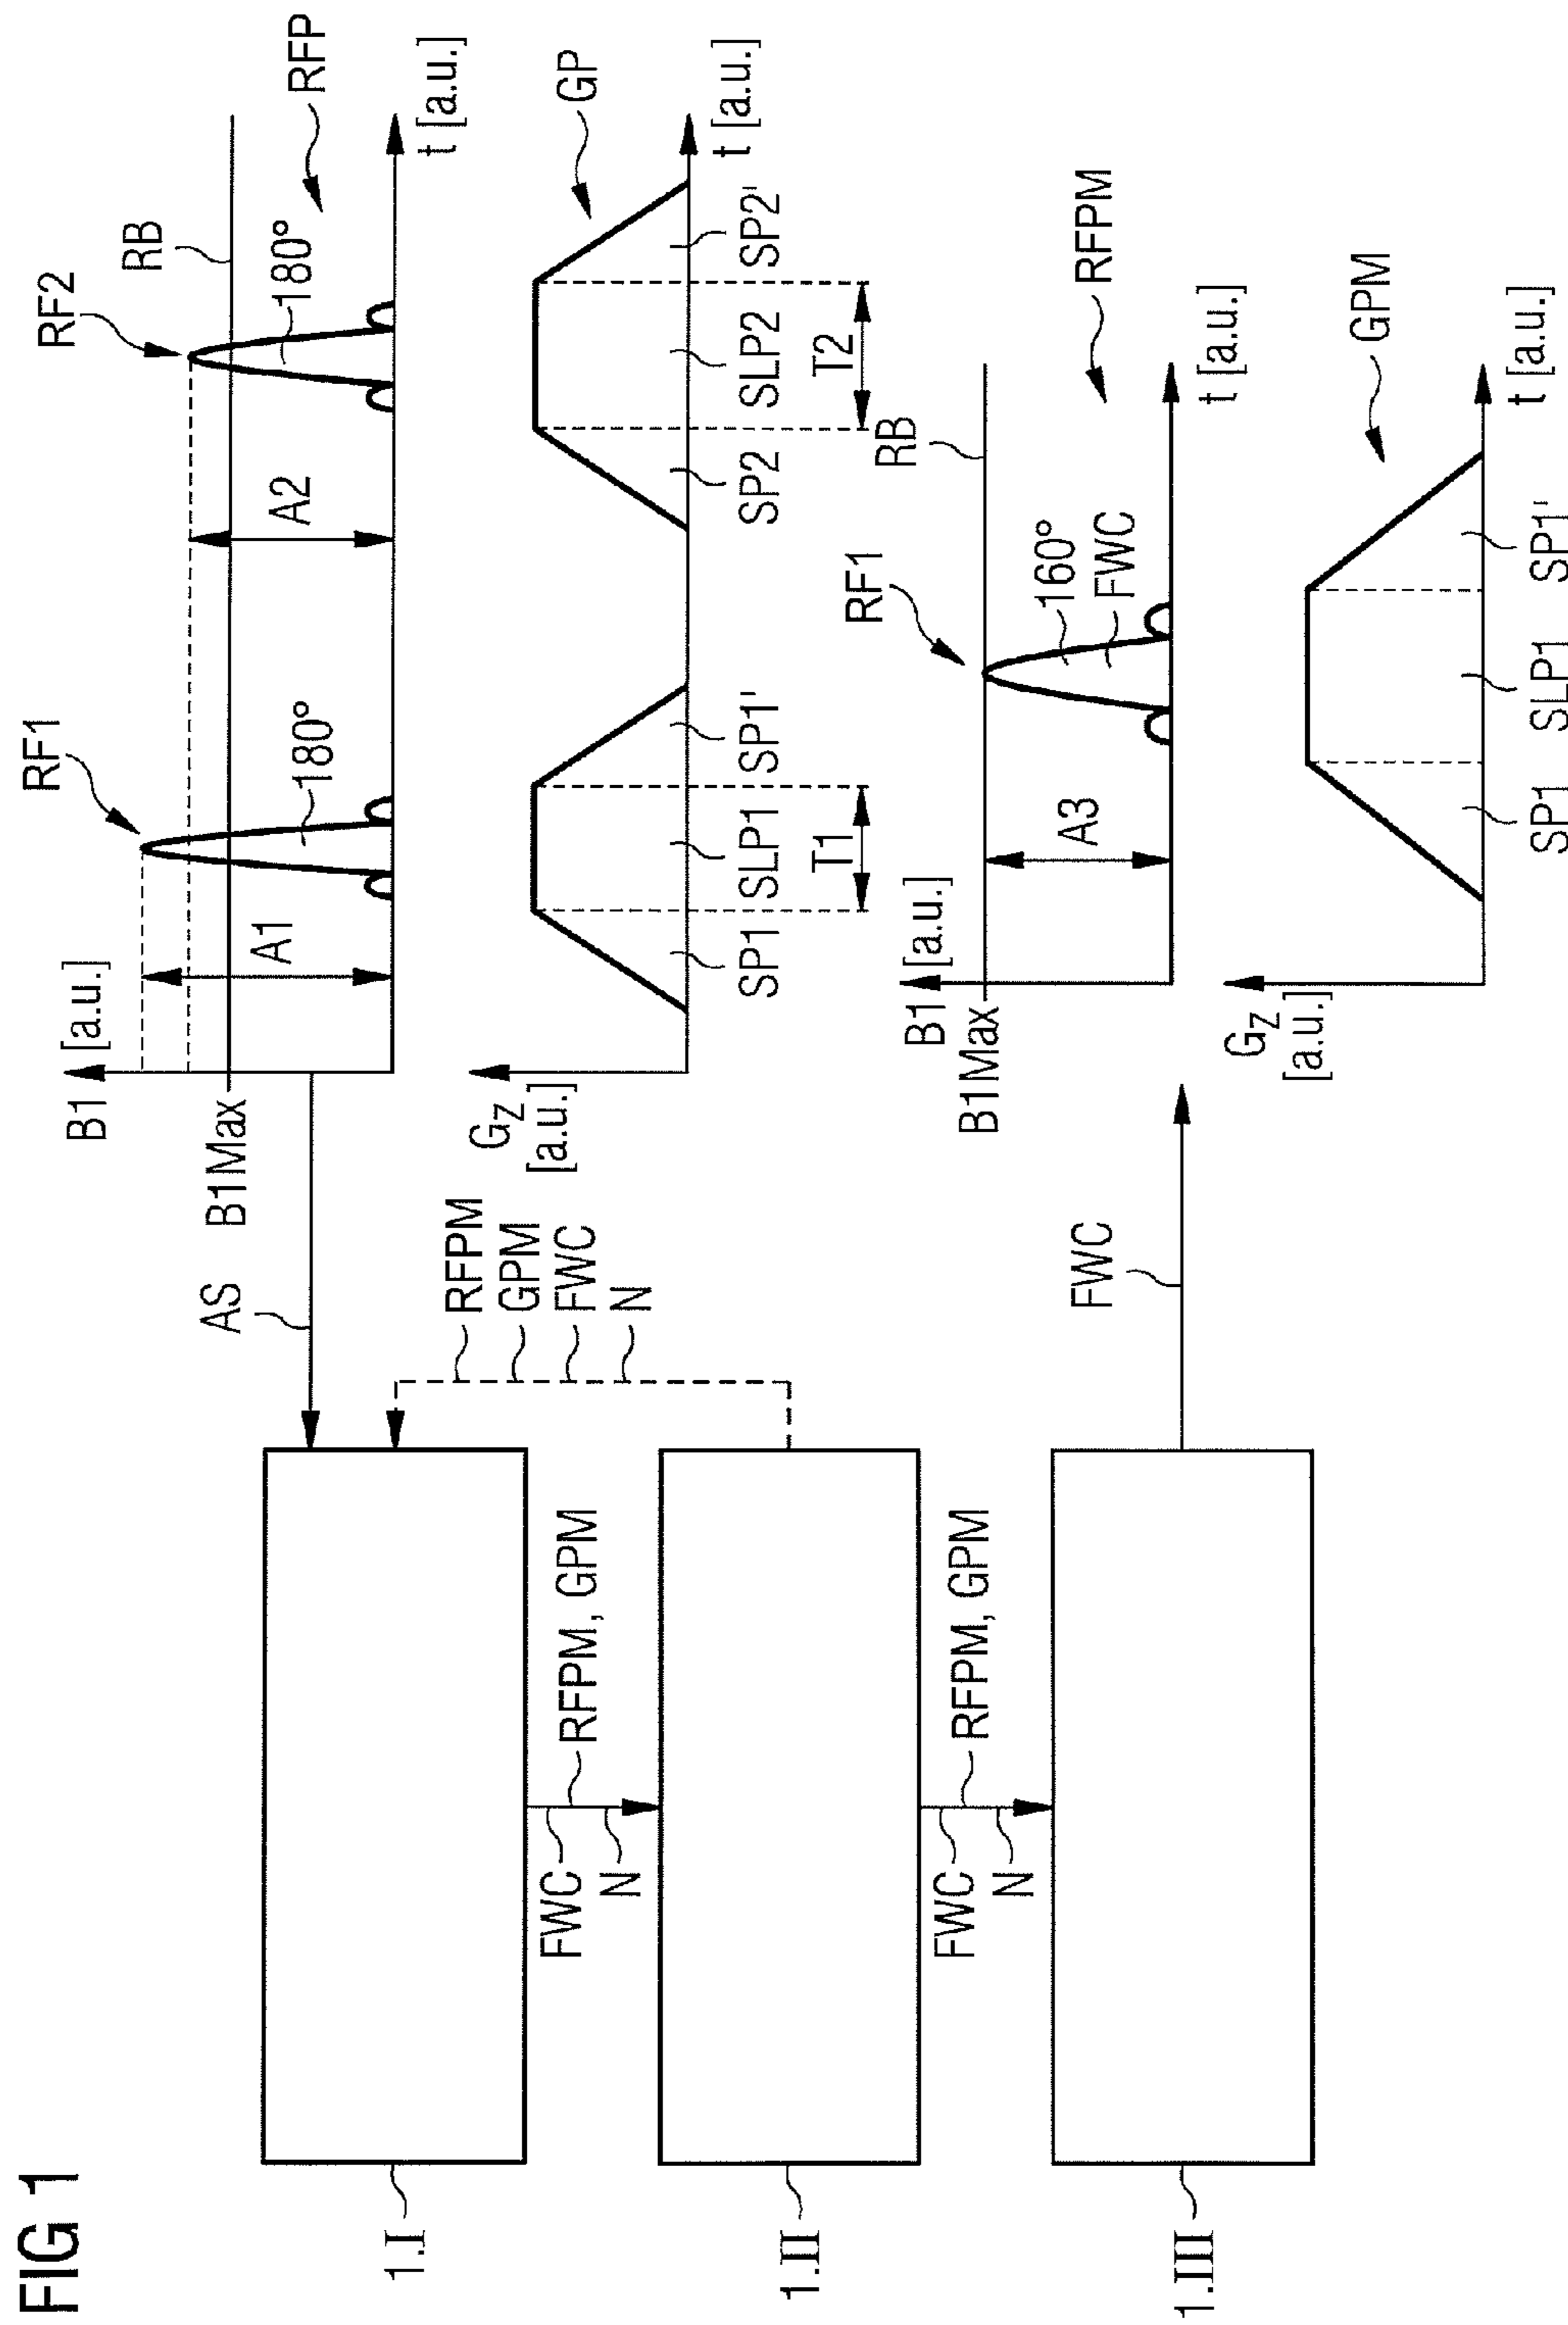 FIG 1
1.I
1.II
1.III
FWC
N
RFPM, GPM
FWC
N
RFPM, GPM
AS
RFPM
GPM
FWC
N
FWC
B1 [a.u.]
B1Max
A1
RF1
180°
A2
RF2
180°
RB
RFP
t [a.u.]
Gz
[a.u.]
SP1
SLP1
SP1'
T1
SP2
SLP2
SP2'
T2
GP
t [a.u.]
B1 [a.u.]
B1Max
A3
RF1
160°
FWC
RB
RFPM
t [a.u.]
Gz
[a.u.]
SP1
SLP1
SP1'
GPM
t [a.u.]